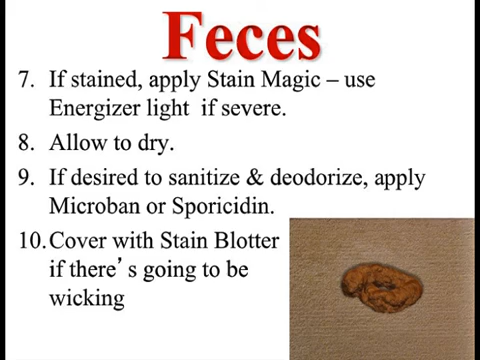 Feces
7. If stained, apply Stain Magic – use
Energizer light if severe.
8. Allow to dry.
9. If desired to sanitize & deodorize, apply
Microban or Sporicidin.
10. Cover with Stain Blotter
if there's going to be
wicking